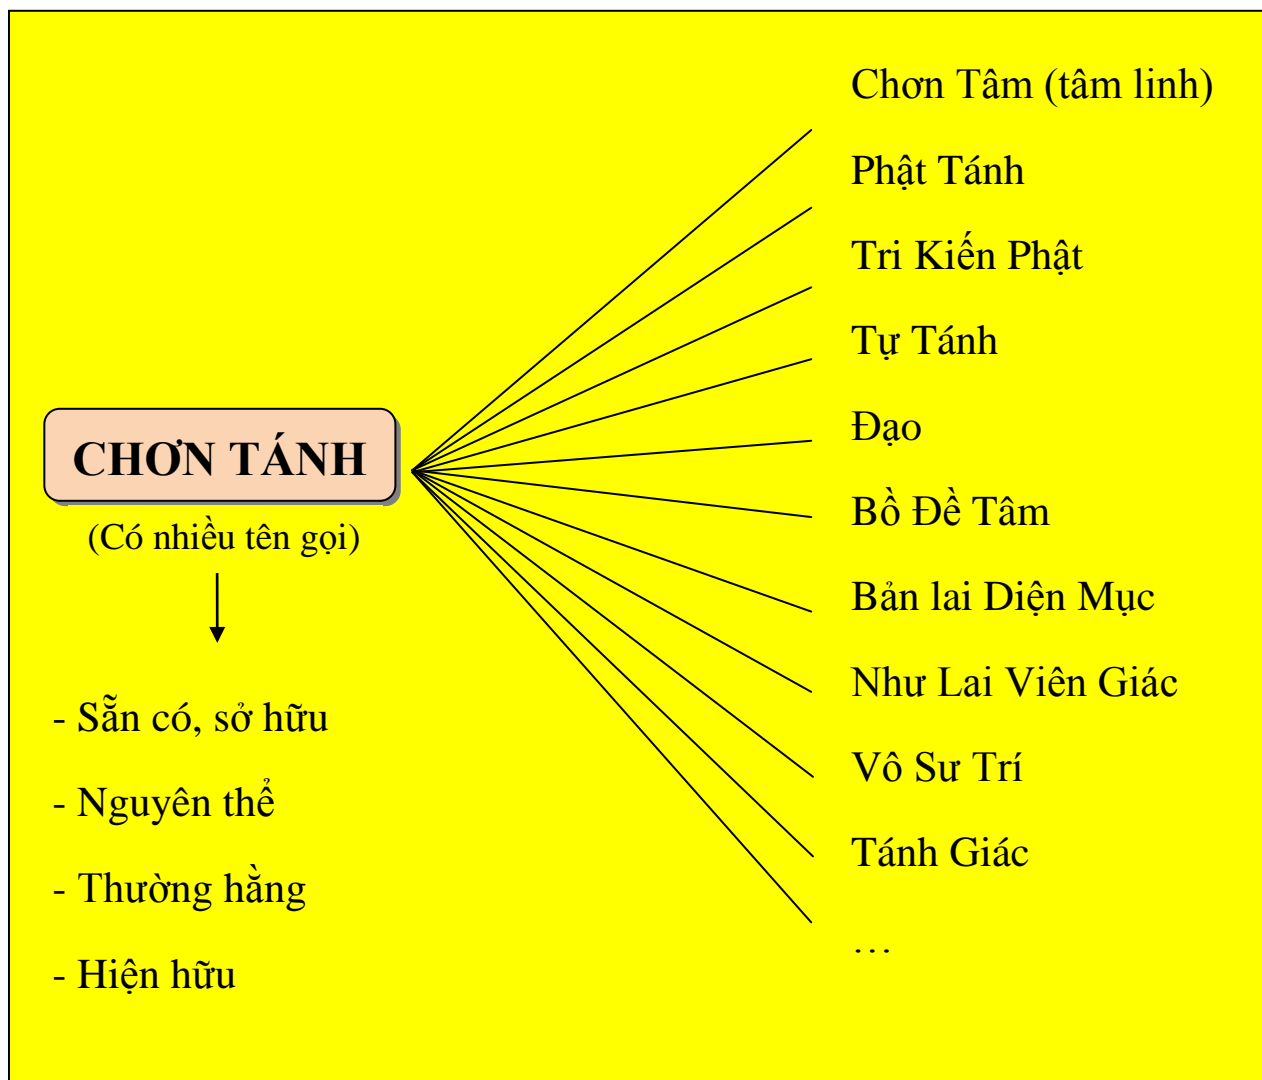 CHƠN TÁNH
(Có nhiều tên gọi)
- Sẵn có, sở hữu
- Nguyên thể
- Thường hằng
- Hiện hữu
Chơn Tâm (tâm linh)
Phật Tánh
Tri Kiến Phật
Tự Tánh
Đạo
Bồ Đề Tâm
Bản lai Diện Mục
Như Lai Viên Giác
Vô Sư Trí
Tánh Giác
…